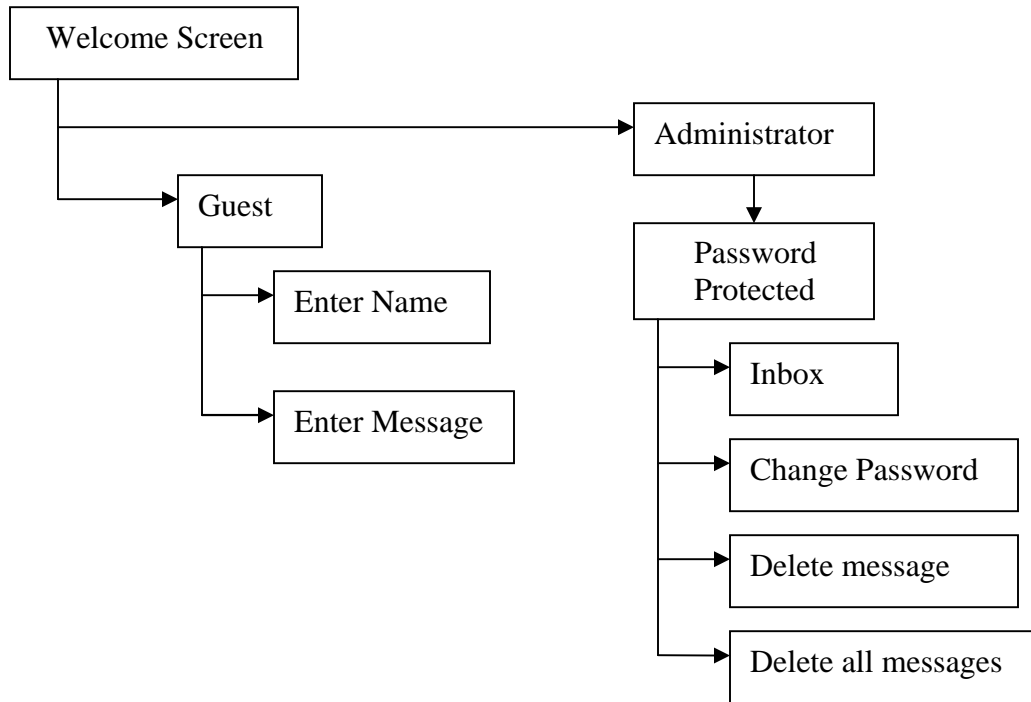 Welcome Screen
Administrator
Guest
Password
Protected
Enter Name
Inbox
Enter Message
Change Password
Delete message
Delete all messages